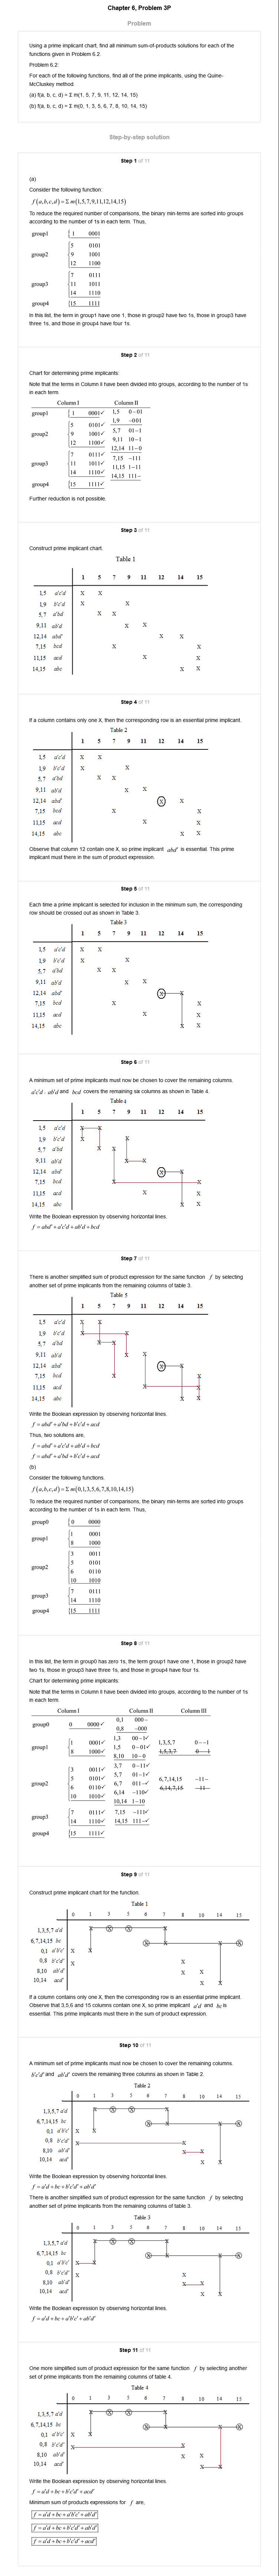 Chapter 6, Problem 3P
Problem
Using a prime implicant chart, find all minimum sum-of-products solutions for each of the
functions given in Problem 6.2.
Problem 6.2:
For each of the following functions, find all of the prime implicants, using the Quine-
McCluskey method.
(a) f(a, b, c, d) = Σ m(1, 5, 7, 9, 11, 12, 14, 15)
(b) f(a, b, c, d) = Σ m(0, 1, 3, 5, 6, 7, 8, 10, 14, 15)
Step-by-step solution
Step 1 of 11
(a)
Consider the following function:
f(a,b,c,d)=Σ m(1,5,7,9,11,12,14,15)
To reduce the required number of comparisons, the binary min-terms are sorted into groups
according to the number of 1s in each term. Thus,
group1 { 1 0001
{5 0101
group2 9 1001
12 1100
{7 0111
group3 11 1011
14 1110
group4 {15 1111
In this list, the term in group1 have one 1, those in group2 have two 1s, those in group3 have
three 1s, and those in group4 have four 1s.
Step 2 of 11
Chart for determining prime implicants:
Note that the terms in Column II have been divided into groups, according to the number of 1s
in each term.
Column I Column II
group1 { 1 0001✓ 1,5 0-01
1,9 -001
{5 0101✓ 5,7 01-1
group2 9 1001✓ 9,11 10-1
12 1100✓ 12,14 11-0
{7 0111✓ 7,15 -111
group3 11 1011✓ 11,15 1-11
14 1110✓ 14,15 111-
group4 {15 1111✓
Further reduction is not possible.
Step 3 of 11
Construct prime implicant chart.
Table 1
1 5 7 9 11 12 14 15
1,5 a'c'd X X
1,9 b'c'd X X
5,7 a'bd X X
9,11 ab'd X X
12,14 abd' X X
7,15 bcd X X
11,15 acd X X
14,15 abc X X
Step 4 of 11
If a column contains only one X, then the corresponding row is an essential prime implicant.
Table 2
1 5 7 9 11 12 14 15
1,5 a'c'd X X
1,9 b'c'd X X
5,7 a'bd X X
9,11 ab'd X X
12,14 abd' X X
7,15 bcd X X
11,15 acd X X
14,15 abc X X
Observe that column 12 contain one X, so prime implicant abd' is essential. This prime
implicant must there in the sum of product expression.
Step 5 of 11
Each time a prime implicant is selected for inclusion in the minimum sum, the corresponding
row should be crossed out as shown in Table 3.
Table 3
1 5 7 9 11 12 14 15
1,5 a'c'd X X
1,9 b'c'd X X
5,7 a'bd X X
9,11 ab'd X X
12,14 abd' X X
7,15 bcd X X
11,15 acd X X
14,15 abc X X
Step 6 of 11
A minimum set of prime implicants must now be chosen to cover the remaining columns.
a'c'd , ab'd and bcd covers the remaining six columns as shown in Table 4.
Table 4
1 5 7 9 11 12 14 15
1,5 a'c'd X X
1,9 b'c'd X X
5,7 a'bd X X
9,11 ab'd X X
12,14 abd' X X
7,15 bcd X X
11,15 acd X X
14,15 abc X X
Write the Boolean expression by observing horizontal lines.
f = abd' + a'c'd + ab'd + bcd
Step 7 of 11
There is another simplified sum of product expression for the same function f by selecting
another set of prime implicants from the remaining columns of table 3.
Table 5
1 5 7 9 11 12 14 15
1,5 a'c'd X X
1,9 b'c'd X X
5,7 a'bd X X
9,11 ab'd X X
12,14 abd' X X
7,15 bcd X X
11,15 acd X X
14,15 abc X X
Write the Boolean expression by observing horizontal lines.
f = abd' + a'bd + b'c'd + acd
Thus, two solutions are,
f = abd' + a'c'd + ab'd + bcd
f = abd' + a'bd + b'c'd + acd
(b)
Consider the following functions.
f(a,b,c,d)=Σ m(0,1,3,5,6,7,8,10,14,15)
To reduce the required number of comparisons, the binary min-terms are sorted into groups
according to the number of 1s in each term. Thus,
group0 {0 0000
group1 {1 0001
8 1000
{3 0011
group2 5 0101
6 0110
10 1010
group3 {7 0111
14 1110
group4 {15 1111
Step 8 of 11
In this list, the term in group0 has zero 1s, the term group1 have one 1, those in group2 have
two 1s, those in group3 have three 1s, and those in group4 have four 1s.
Chart for determining prime implicants:
Note that the terms in Column II have been divided into groups, according to the number of 1s
in each term.
Column I Column II Column III
group0 0 0000✓ 0,1 000-
0,8 -000
group1 {1 0001✓ 1,3 00-1✓ 1,3,5,7 0--1
8 1000✓ 1,5 0-01✓ 1,5,3,7 0--1
8,10 10-0
{3 0011✓ 3,7 0-11✓
group2 5 0101✓ 5,7 01-1✓ 6,7,14,15 -11-
6 0110✓ 6,7 011-✓ 6,14,7,15 -11-
10 1010✓ 6,14 -110✓
10,14 1-10
group3 {7 0111✓ 7,15 -111✓
14 1110✓ 14,15 111-✓
group4 {15 1111✓
Step 9 of 11
Construct prime implicant chart for the function.
Table 1
0 1 3 5 6 7 8 10 14 15
1,3,5,7 a'd X X X X
6,7,14,15 bc X X X X
0,1 a'b'c' X X
0,8 b'c'd' X X
8,10 ab'd' X X
10,14 acd' X X
If a column contains only one X, then the corresponding row is an essential prime implicant.
Observe that 3,5,6 and 15 columns contain one X, so prime implicant a'd and bc is
essential. This prime implicants must there in the sum of product expression.
Step 10 of 11
A minimum set of prime implicants must now be chosen to cover the remaining columns.
b'c'd' and ab'd' covers the remaining three columns as shown in Table 2.
Table 2
0 1 3 5 6 7 8 10 14 15
1,3,5,7 a'd X X X X
6,7,14,15 bc X X X X
0,1 a'b'c' X X
0,8 b'c'd' X X
8,10 ab'd' X X
10,14 acd' X X
Write the Boolean expression by observing horizontal lines.
f = a'd + bc + b'c'd' + ab'd'
There is another simplified sum of product expression for the same function f by selecting
another set of prime implicants from the remaining columns of table 3.
Table 3
0 1 3 5 6 7 8 10 14 15
1,3,5,7 a'd X X X X
6,7,14,15 bc X X X X
0,1 a'b'c' X X
0,8 b'c'd' X X
8,10 ab'd' X X
10,14 acd' X X
Write the Boolean expression by observing horizontal lines.
f = a'd + bc + a'b'c' + ab'd'
Step 11 of 11
One more simplified sum of product expression for the same function f by selecting another
set of prime implicants from the remaining columns of table 4.
Table 4
0 1 3 5 6 7 8 10 14 15
1,3,5,7 a'd X X X X
6,7,14,15 bc X X X X
0,1 a'b'c' X X
0,8 b'c'd' X X
8,10 ab'd' X X
10,14 acd' X X
Write the Boolean expression by observing horizontal lines.
f = a'd + bc + b'c'd' + acd'
Minimum sum of products expressions for f are,
f = a'd + bc + a'b'c' + ab'd'
f = a'd + bc + b'c'd' + ab'd'
f = a'd + bc + b'c'd' + acd'